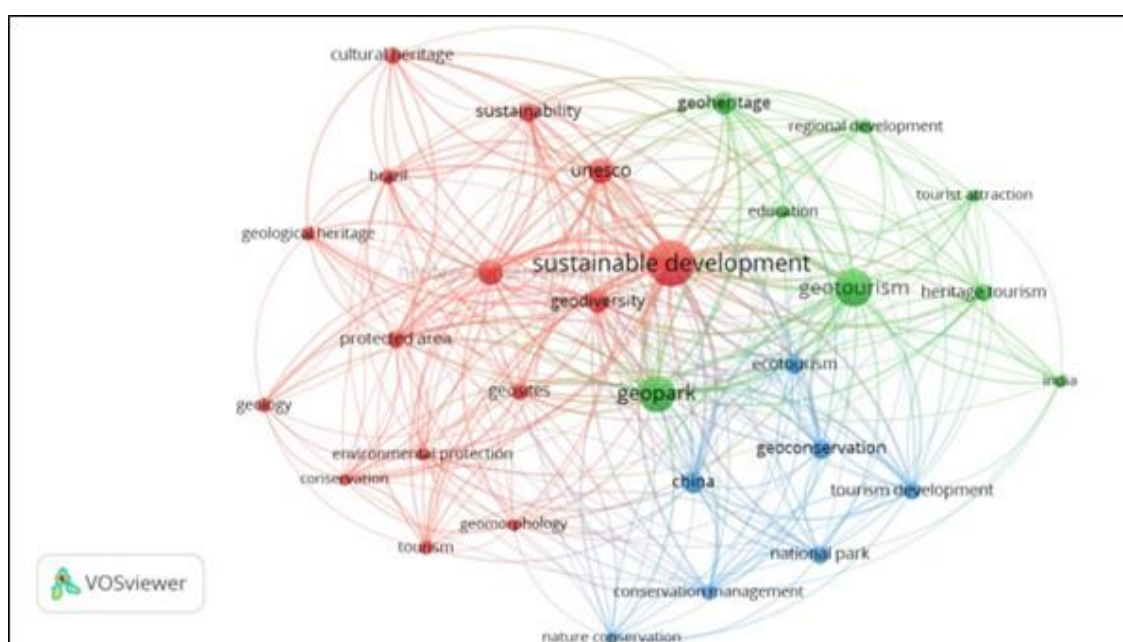 cultural heritage
sustainability
geoheritage
regional development
brazil
unesco
tourist attraction
education
geological heritage
sustainable development
geotourism
heritage tourism
geodiversity
protected area
ecotourism
geosites
geopark
india
geology
environmental protection
geoconservation
conservation
china
tourism development
geomorphology
tourism
national park
VOSviewer
conservation management
nature conservation